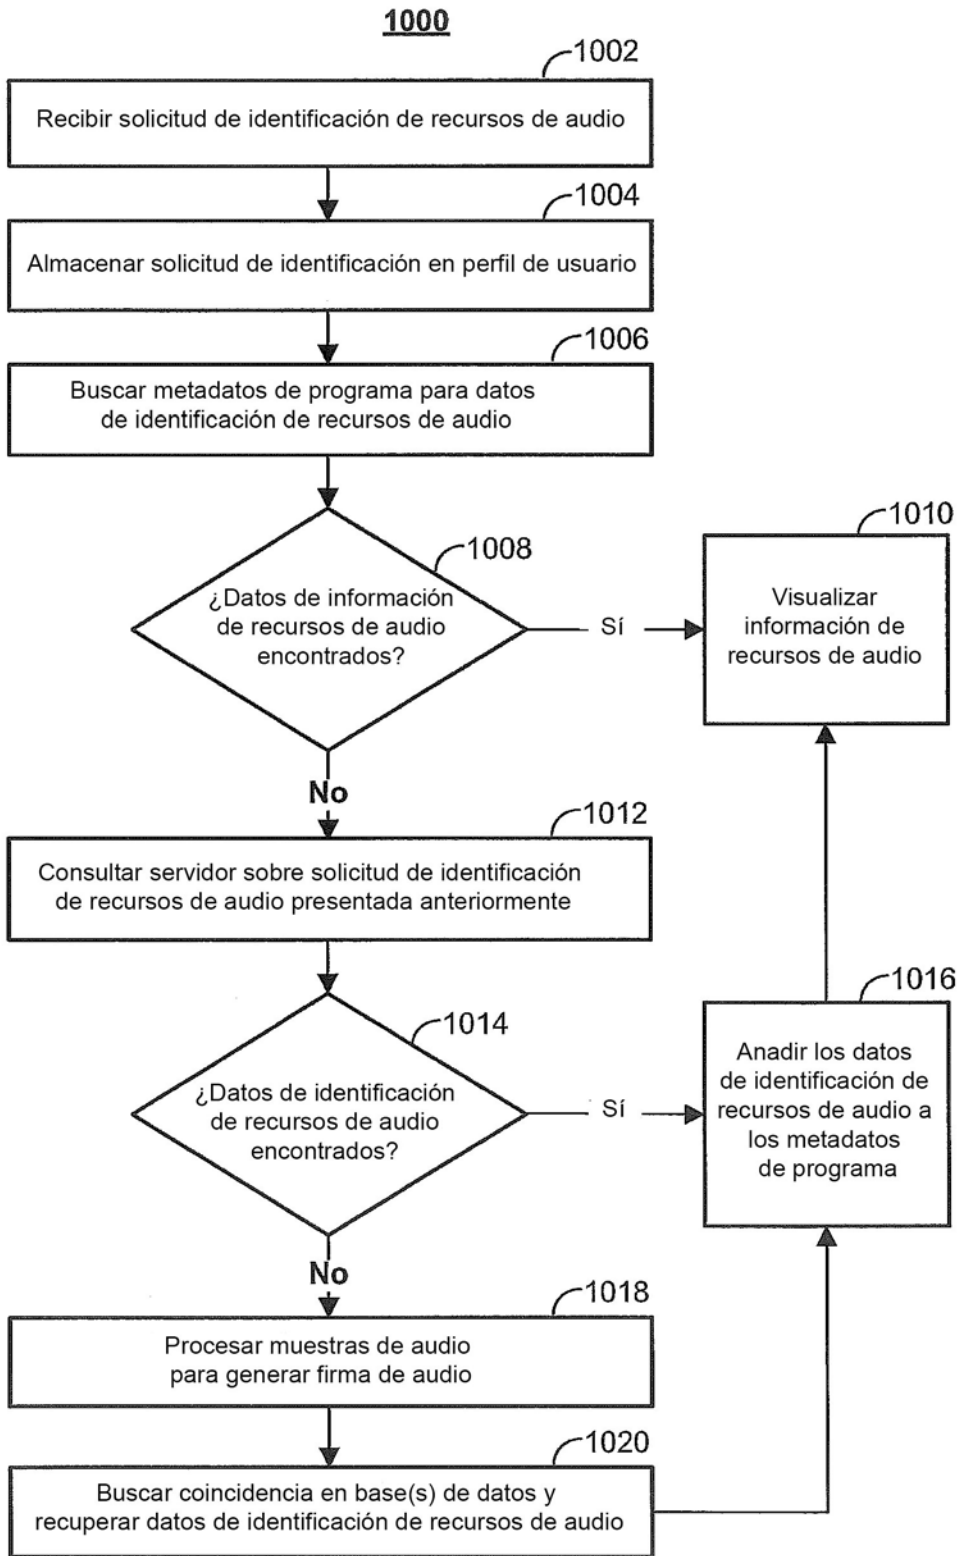 1000
1002
Recibir solicitud de identificación de recursos de audio
1004
Almacenar solicitud de identificación en perfil de usuario
1006
Buscar metadatos de programa para datos
de identificación de recursos de audio
1008
¿Datos de información
de recursos de audio
encontrados?
Sí
1010
Visualizar
información de
recursos de audio
No
1012
Consultar servidor sobre solicitud de identificación
de recursos de audio presentada anteriormente
1014
¿Datos de identificación
de recursos de audio
encontrados?
Sí
1016
Anadir los datos
de identificación de
recursos de audio a
los metadatos
de programa
No
1018
Procesar muestras de audio
para generar firma de audio
1020
Buscar coincidencia en base(s) de datos y
recuperar datos de identificación de recursos de audio